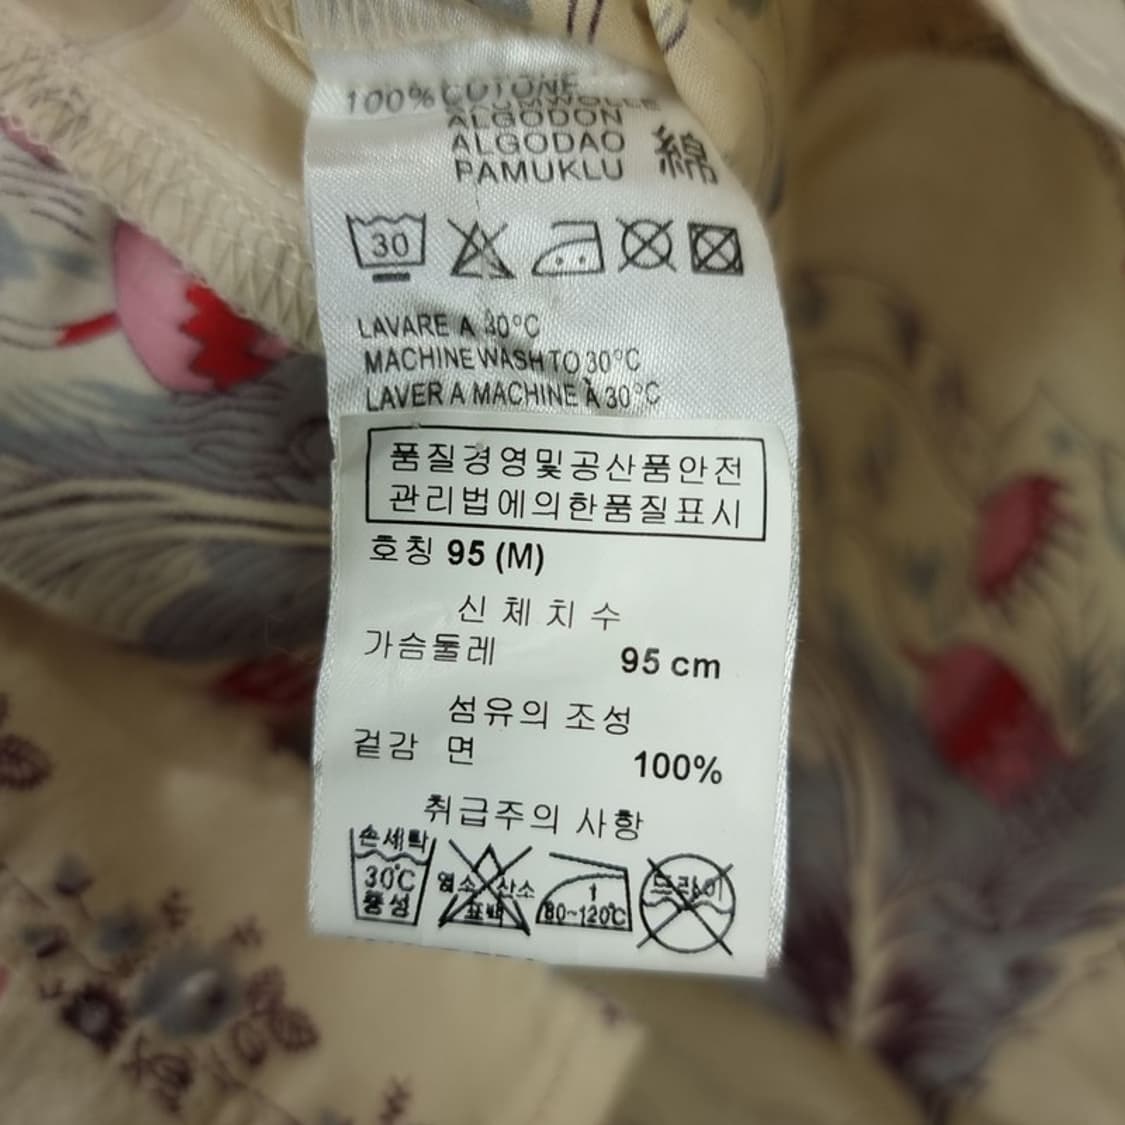 100% COTONE
BAUMWOLLE
ALGODON
ALGODAO 綿
PAMUKLU
30
LAVARE A 30°C
MACHINE WASH TO 30°C
LAVER A MACHINE À 30°C
품질경영및공산품안전
관리법에의한품질표시
호칭 95 (M)
신체치수
가슴둘레 95 cm
섬유의 조성
겉감 면 100%
취급주의 사항
손세탁
30℃
중성
염소 산소
표백
1
80~120℃
드라이